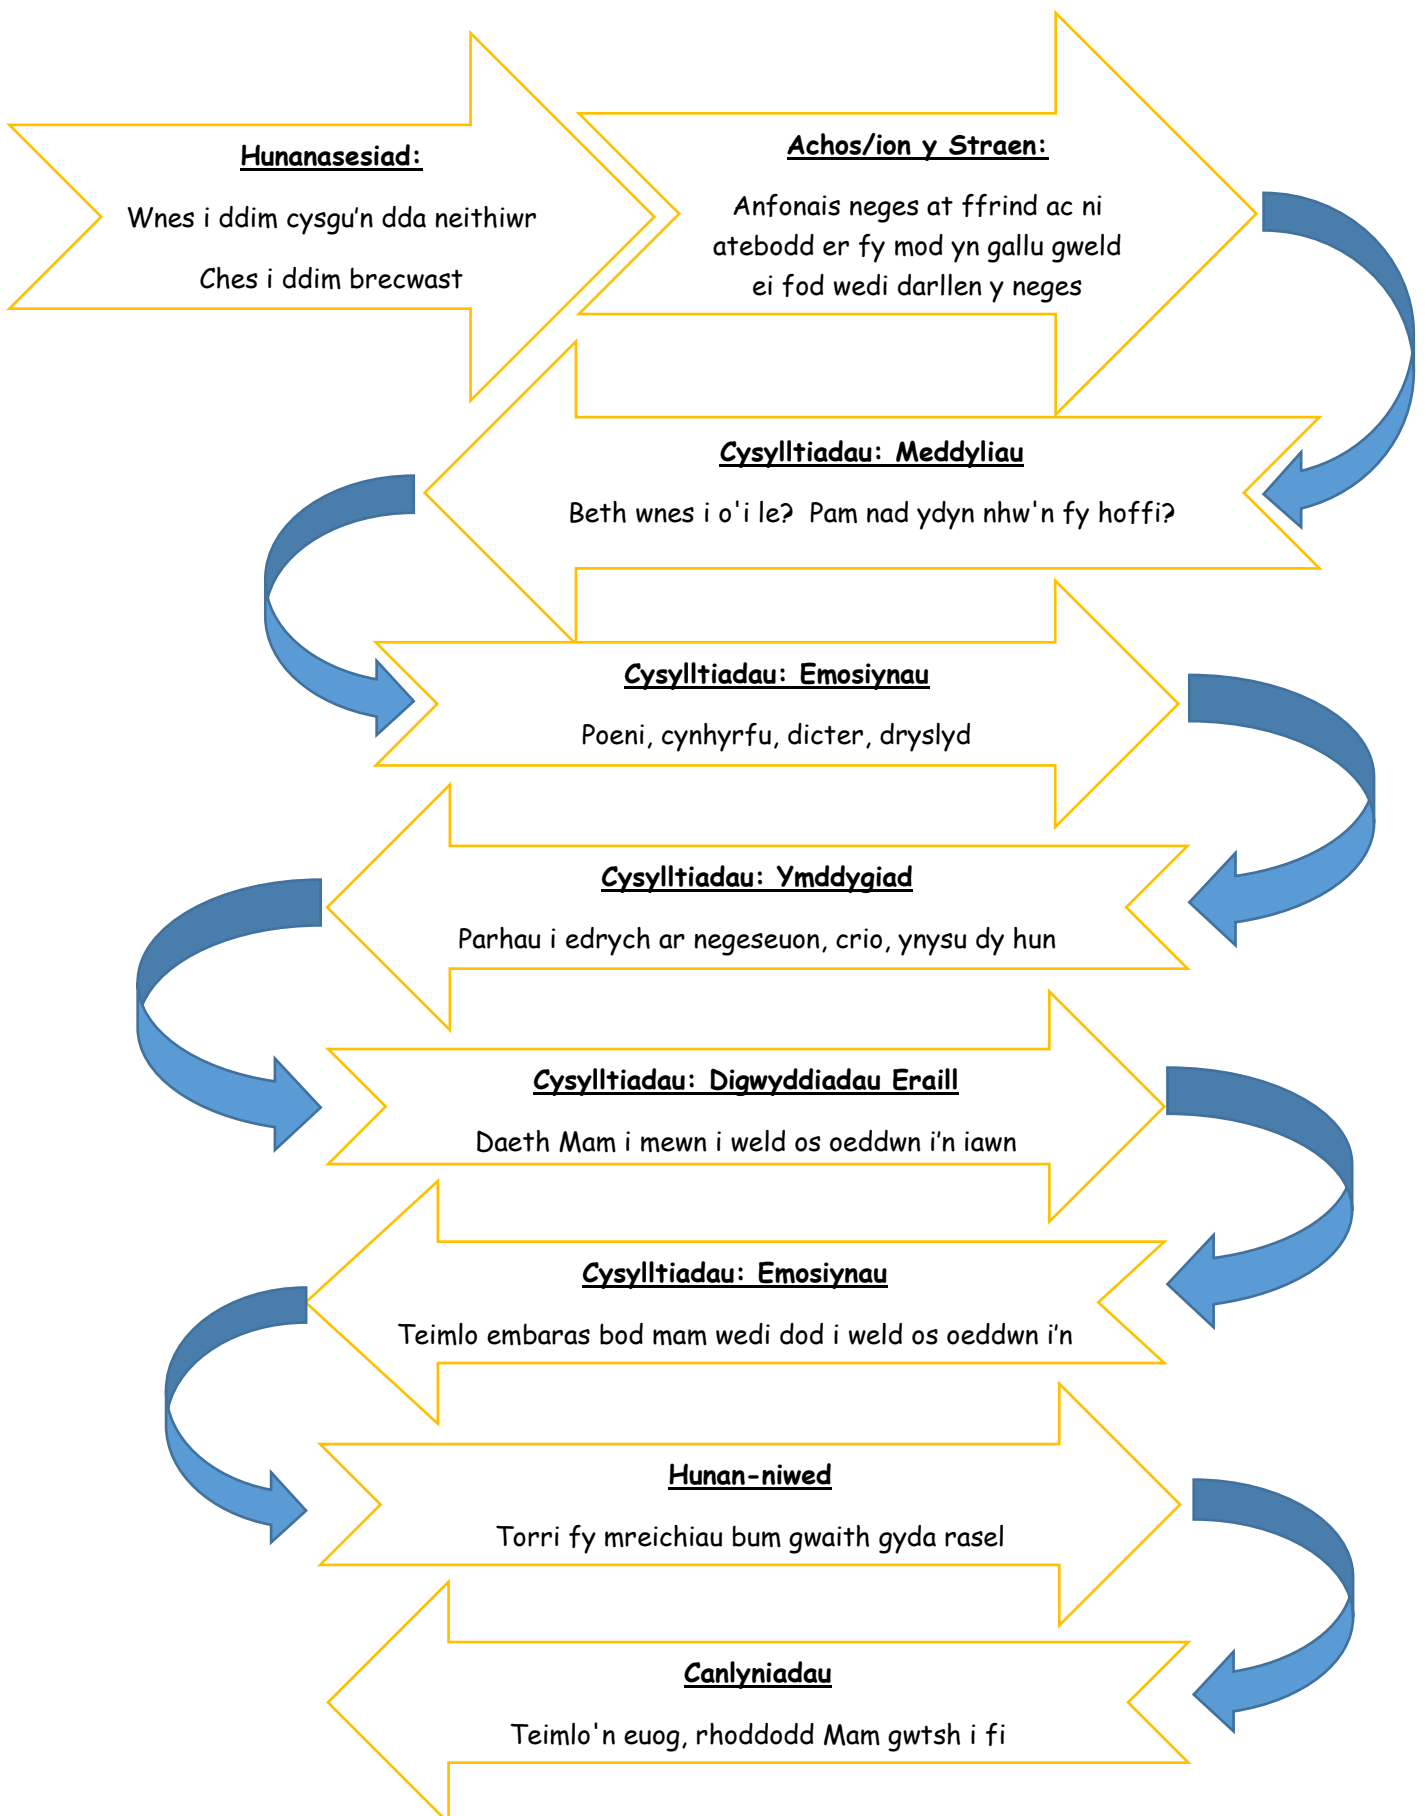 Hunanasesiad:
Wnes i ddim cysgu’n dda neithiwr
Ches i ddim brecwast
Achos/ion y Straen:
Anfonais neges at ffrind ac ni
atebodd er fy mod yn gallu gweld
ei fod wedi darllen y neges
Cysylltiadau: Meddyliau
Beth wnes i o'i le?  Pam nad ydyn nhw'n fy hoffi?
Cysylltiadau: Emosiynau
Poeni, cynhyrfu, dicter, dryslyd
Cysylltiadau: Ymddygiad
Parhau i edrych ar negeseuon, crio, ynysu dy hun
Cysylltiadau: Digwyddiadau Eraill
Daeth Mam i mewn i weld os oeddwn i’n iawn
Cysylltiadau: Emosiynau
Teimlo embaras bod mam wedi dod i weld os oeddwn i’n
Hunan-niwed
Torri fy mreichiau bum gwaith gyda rasel
Canlyniadau
Teimlo'n euog, rhoddodd Mam gwtsh i fi